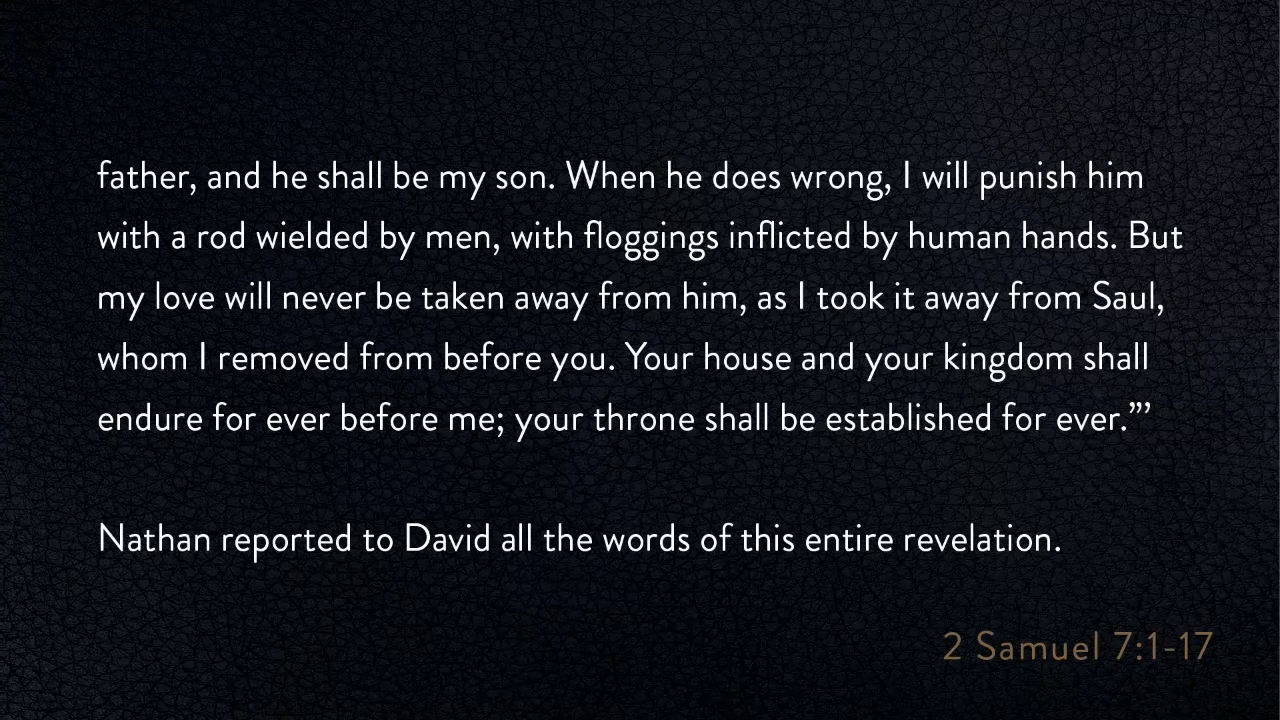 father, and he shall be my son. When he does wrong, I will punish him
with a rod wielded by men, with floggings inflicted by human hands. But
my love will never be taken away from him, as I took it away from Saul,
whom I removed from before you. Your house and your kingdom shall
endure for ever before me; your throne shall be established for ever.”’
Nathan reported to David all the words of this entire revelation.
2 Samuel 7:1-17